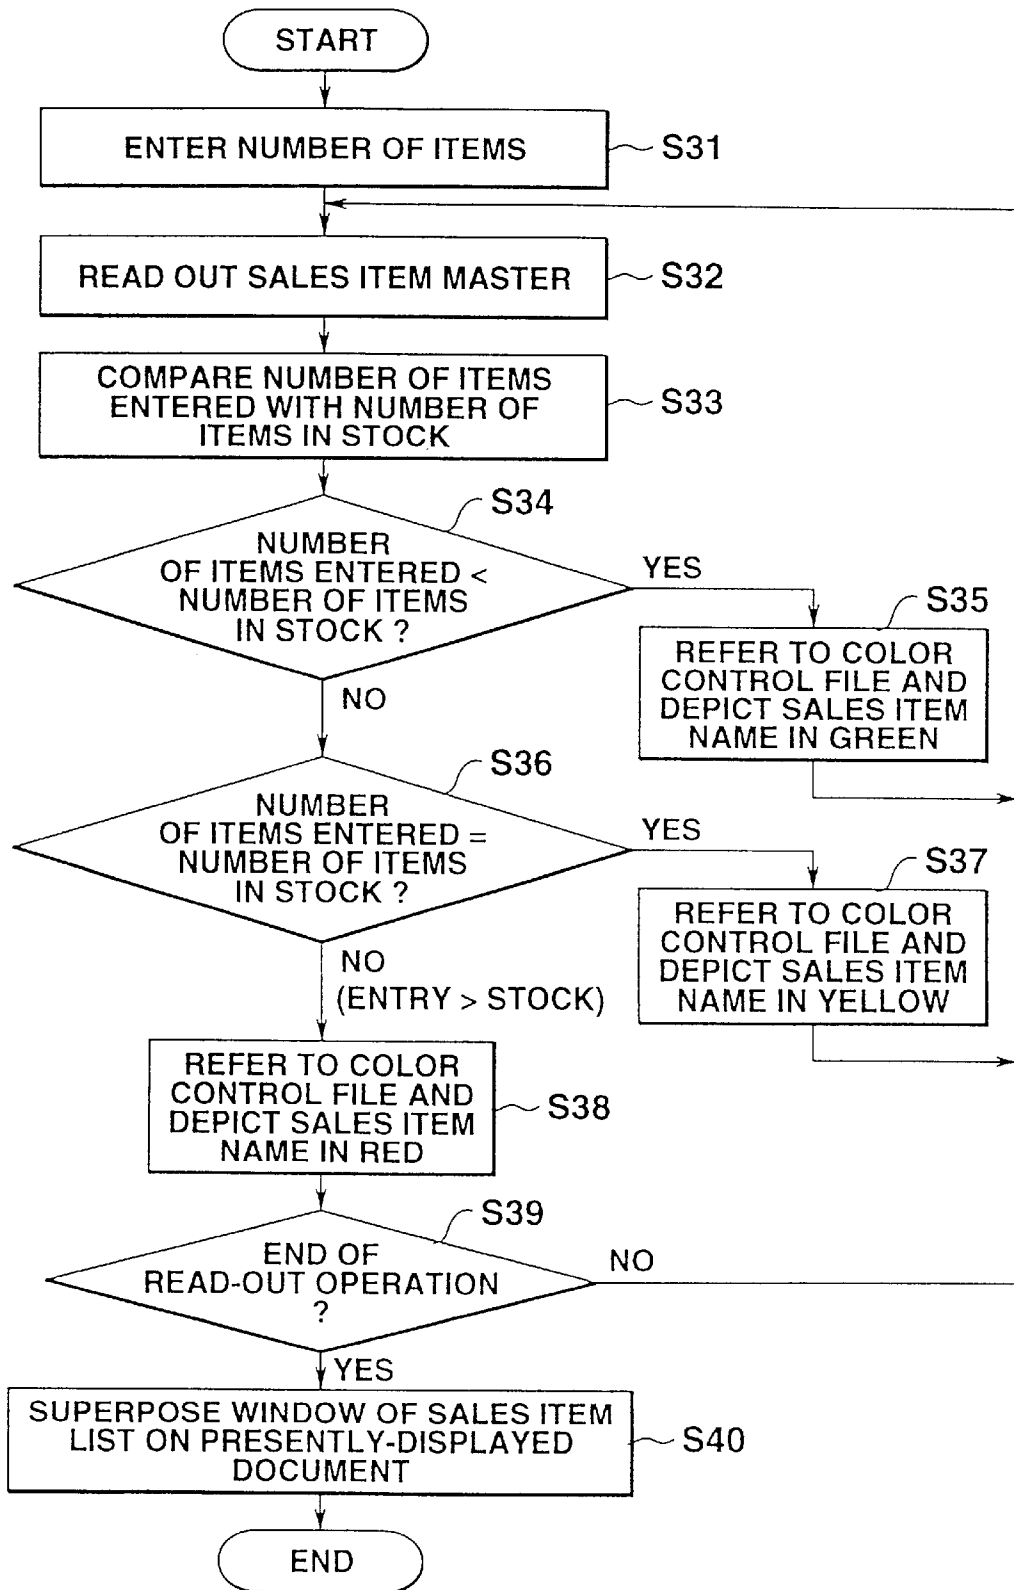 START
ENTER NUMBER OF ITEMS
S31
READ OUT SALES ITEM MASTER
S32
COMPARE NUMBER OF ITEMS
ENTERED WITH NUMBER OF
ITEMS IN STOCK
S33
S34
NUMBER
OF ITEMS ENTERED <
NUMBER OF ITEMS
IN STOCK ?
YES
NO
S35
REFER TO COLOR
CONTROL FILE AND
DEPICT SALES ITEM
NAME IN GREEN
S36
NUMBER
OF ITEMS ENTERED =
NUMBER OF ITEMS
IN STOCK ?
YES
NO
(ENTRY > STOCK)
S37
REFER TO COLOR
CONTROL FILE AND
DEPICT SALES ITEM
NAME IN YELLOW
REFER TO COLOR
CONTROL FILE AND
DEPICT SALES ITEM
NAME IN RED
S38
S39
END OF
READ-OUT OPERATION
?
NO
YES
SUPERPOSE WINDOW OF SALES ITEM
LIST ON PRESENTLY-DISPLAYED
DOCUMENT
S40
END